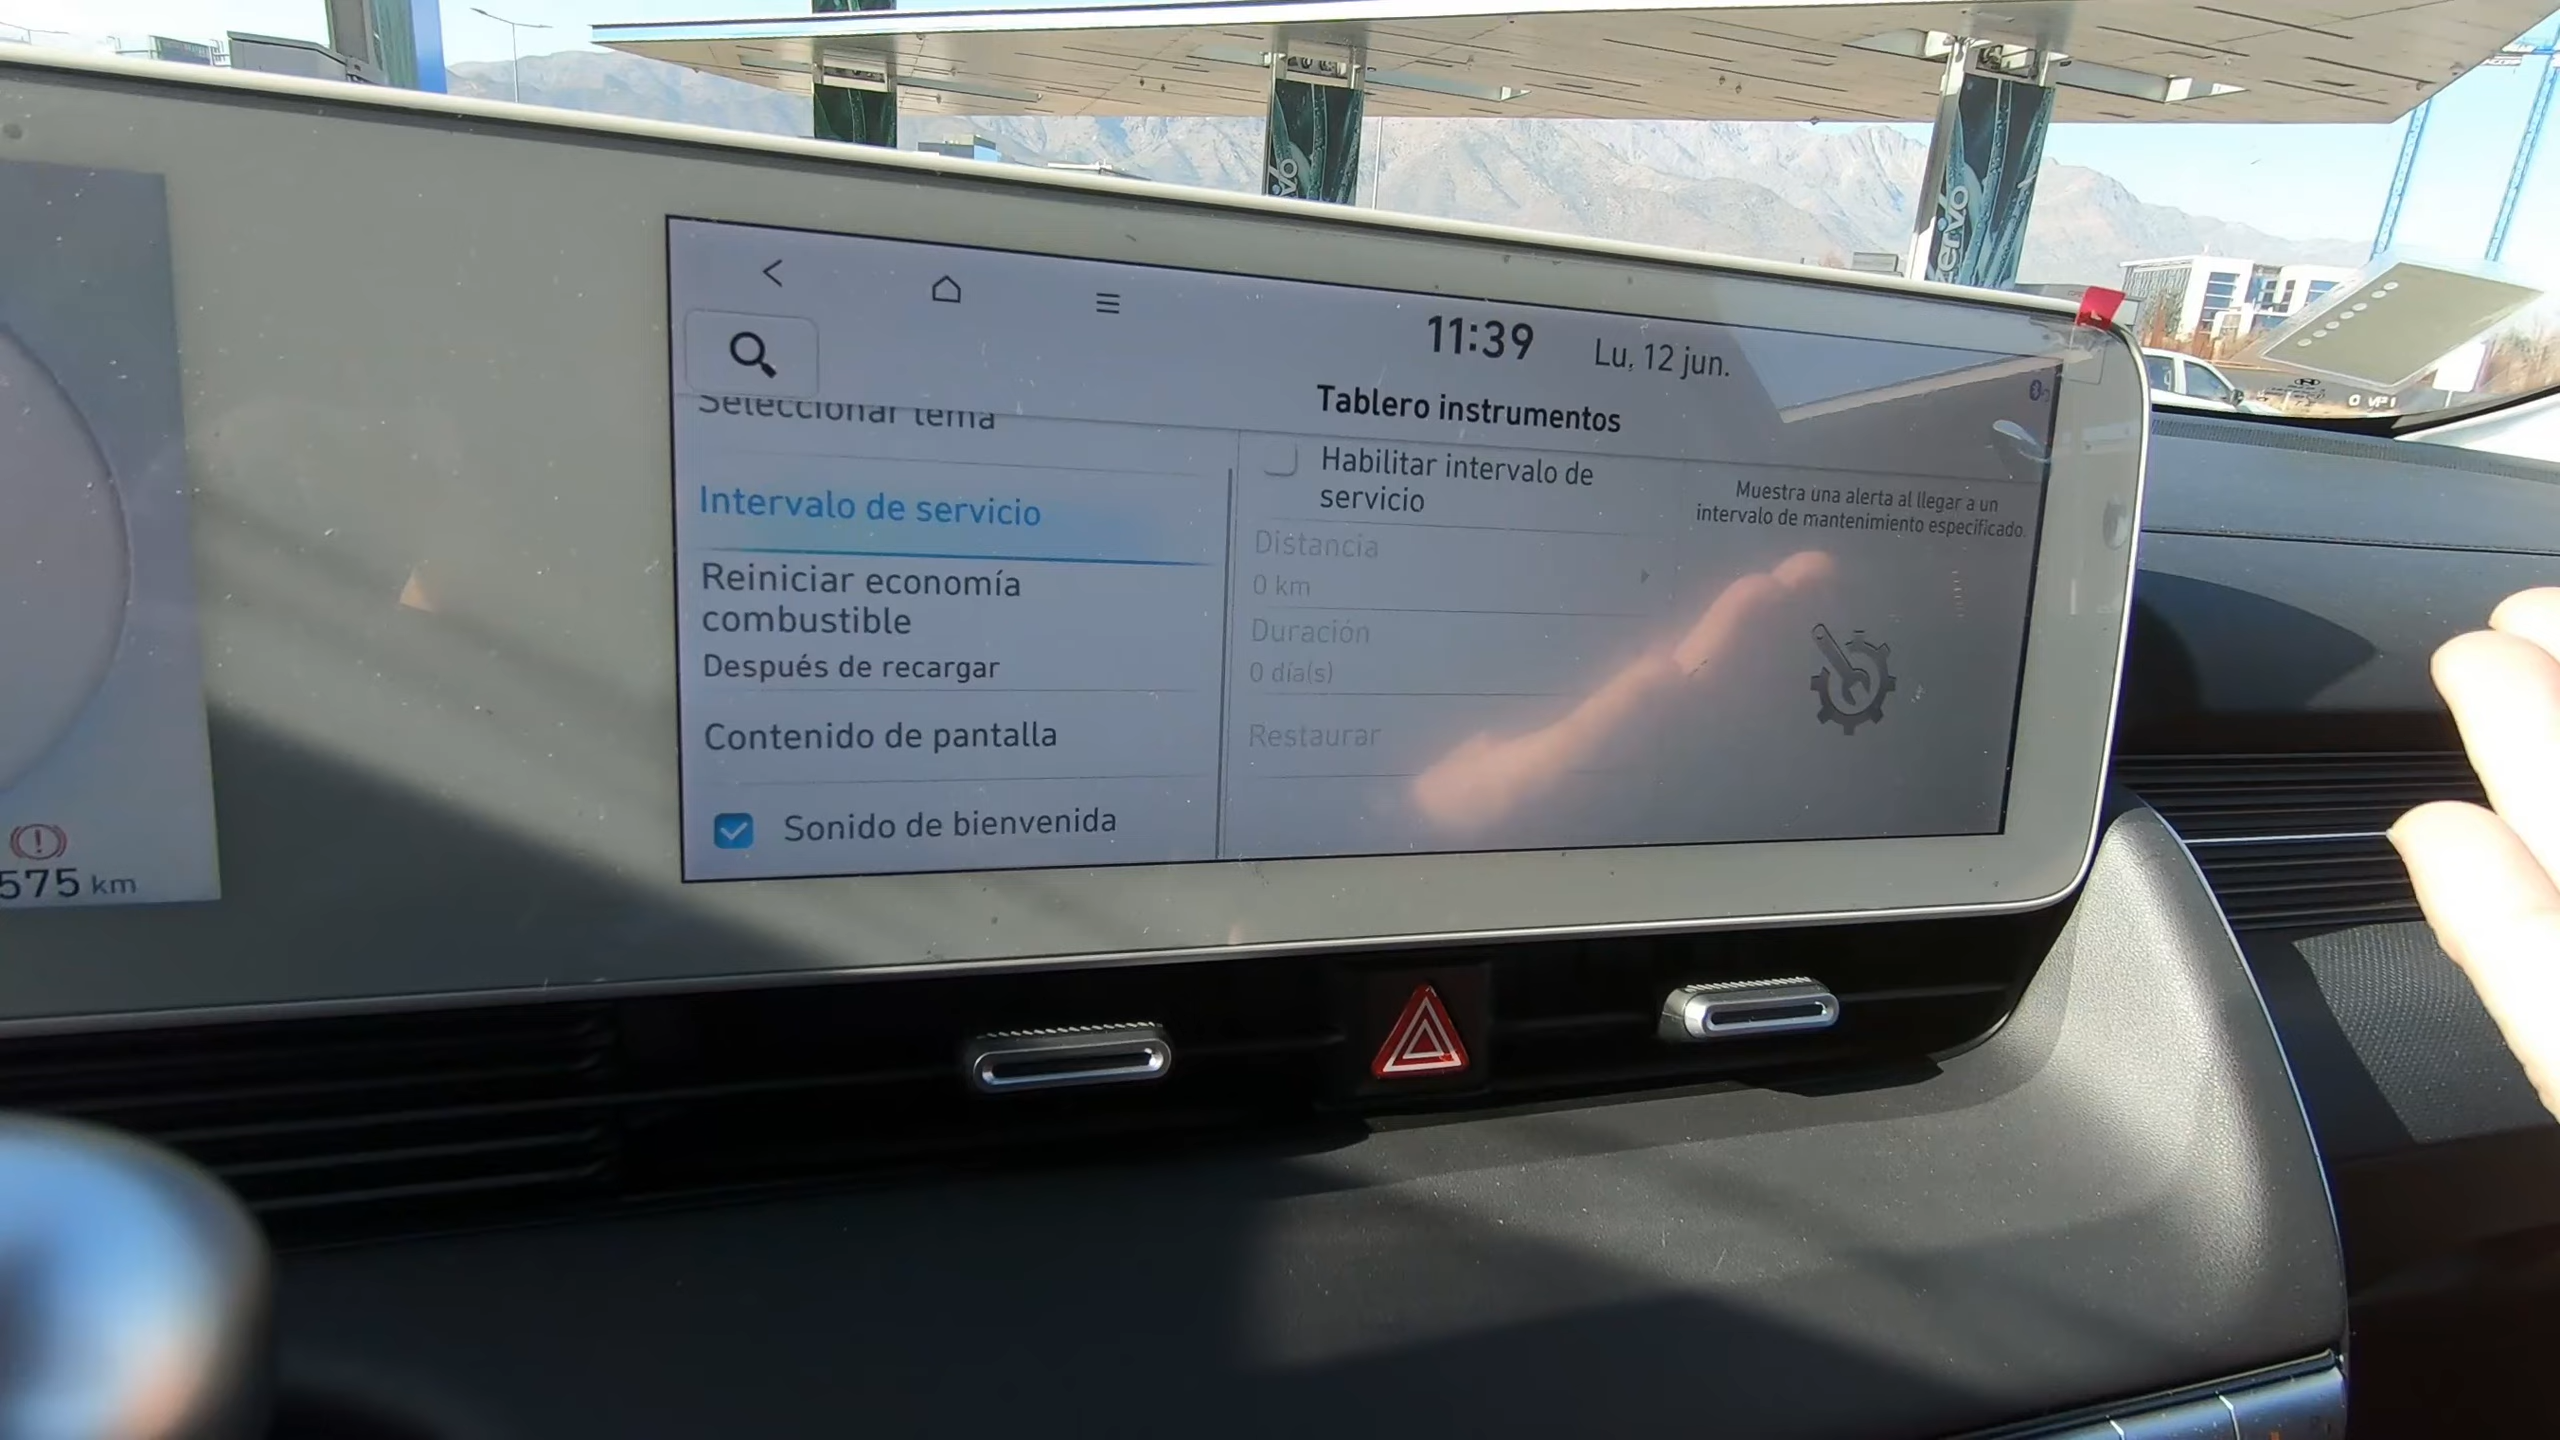 11:39
Lu, 12 jun.
Tablero instrumentos
Seleccionar tema
Intervalo de servicio
Reiniciar economía
combustible
Después de recargar
Contenido de pantalla
Sonido de bienvenida
Habilitar intervalo de
servicio
Distancia
0 km
Duración
0 día(s)
Restaurar
Muestra una alerta al llegar a un
intervalo de mantenimiento especificado.
575 km